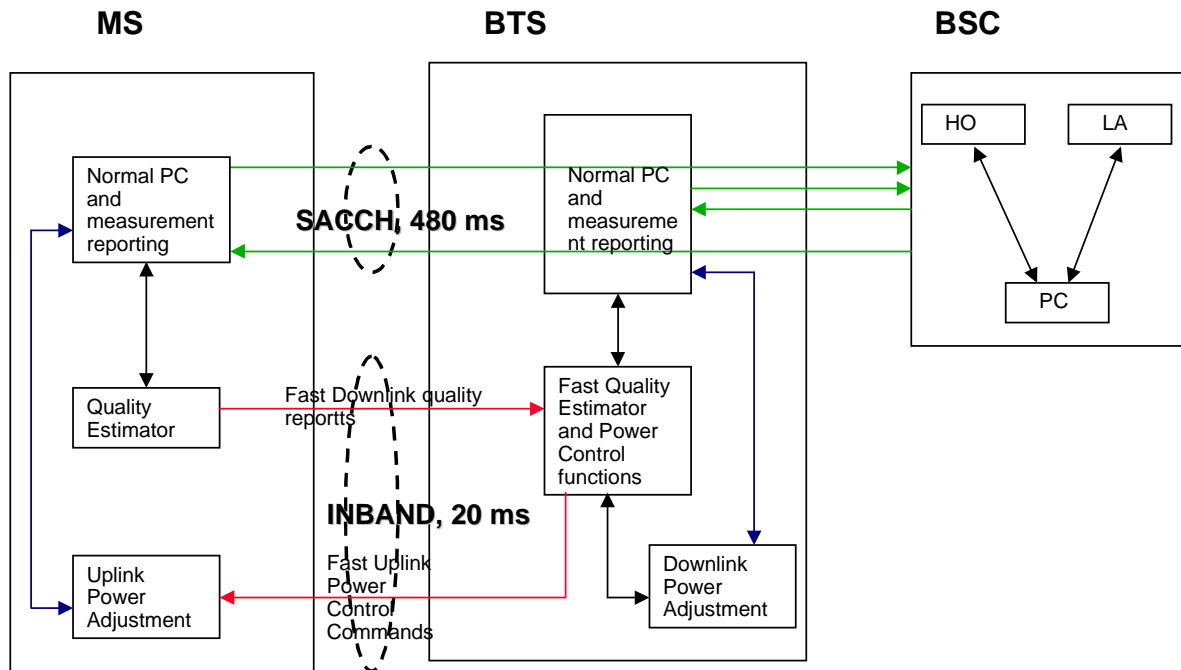 MS
BTS
BSC
HO
LA
Normal PC
and
measurement
reporting
SACCH, 480 ms
Normal PC
and
measureme
nt reporting
PC
Quality
Estimator
Fast Downlink quality
reportts
Fast Quality
Estimator
and Power
Control
functions
INBAND, 20 ms
Uplink
Power
Adjustment
Fast Uplink
Power
Control
Commands
Downlink
Power
Adjustment